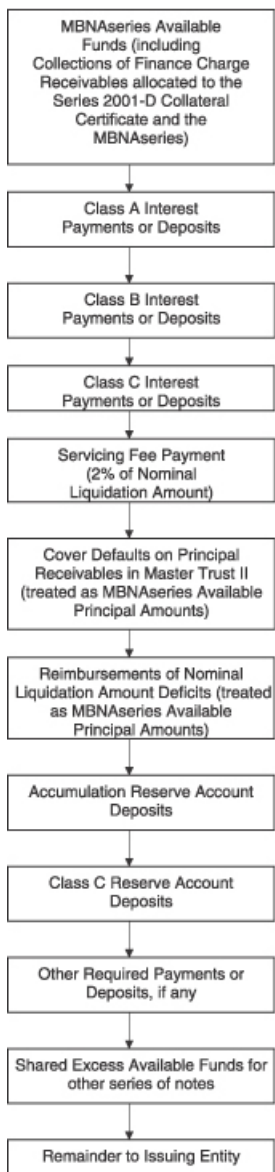 MBNAseries Available
Funds (including
Collections of Finance Charge
Receivables allocated to the
Series 2001-D Collateral
Certificate and the
MBNAseries)
Class A Interest
Payments or Deposits
Class B Interest
Payments or Deposits
Class C Interest
Payments or Deposits
Servicing Fee Payment
(2% of Nominal
Liquidation Amount)
Cover Defaults on Principal
Receivables in Master Trust II
(treated as MBNAseries Available
Principal Amounts)
Reimbursements of Nominal
Liquidation Amount Deficits (treated
as MBNAseries Available
Principal Amounts)
Accumulation Reserve Account
Deposits
Class C Reserve Account
Deposits
Other Required Payments or
Deposits, if any
Shared Excess Available Funds for
other series of notes
Remainder to Issuing Entity